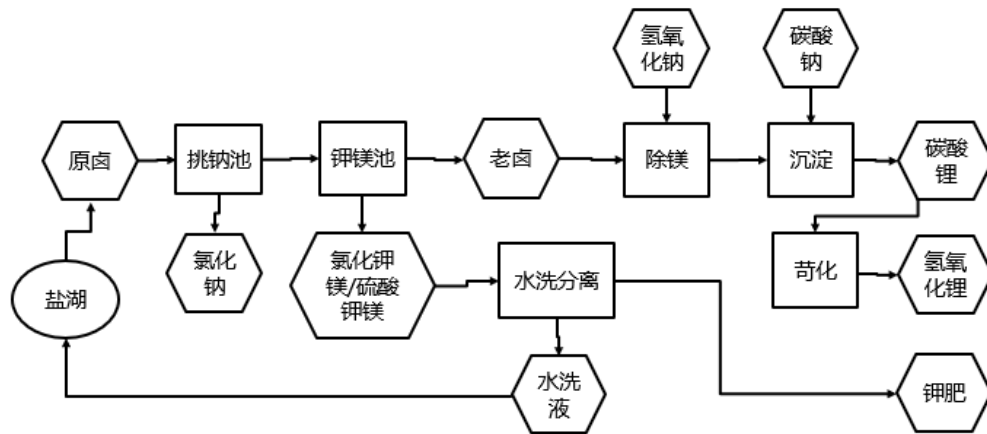 氢氧
化钠
碳酸
钠
原卤
挑钠池
钾镁池
老卤
除镁
沉淀
碳酸
锂
氯化
钠
氯化钾
镁/硫酸
钾镁
水洗分离
苛化
氢氧
化锂
盐湖
水洗
液
钾肥